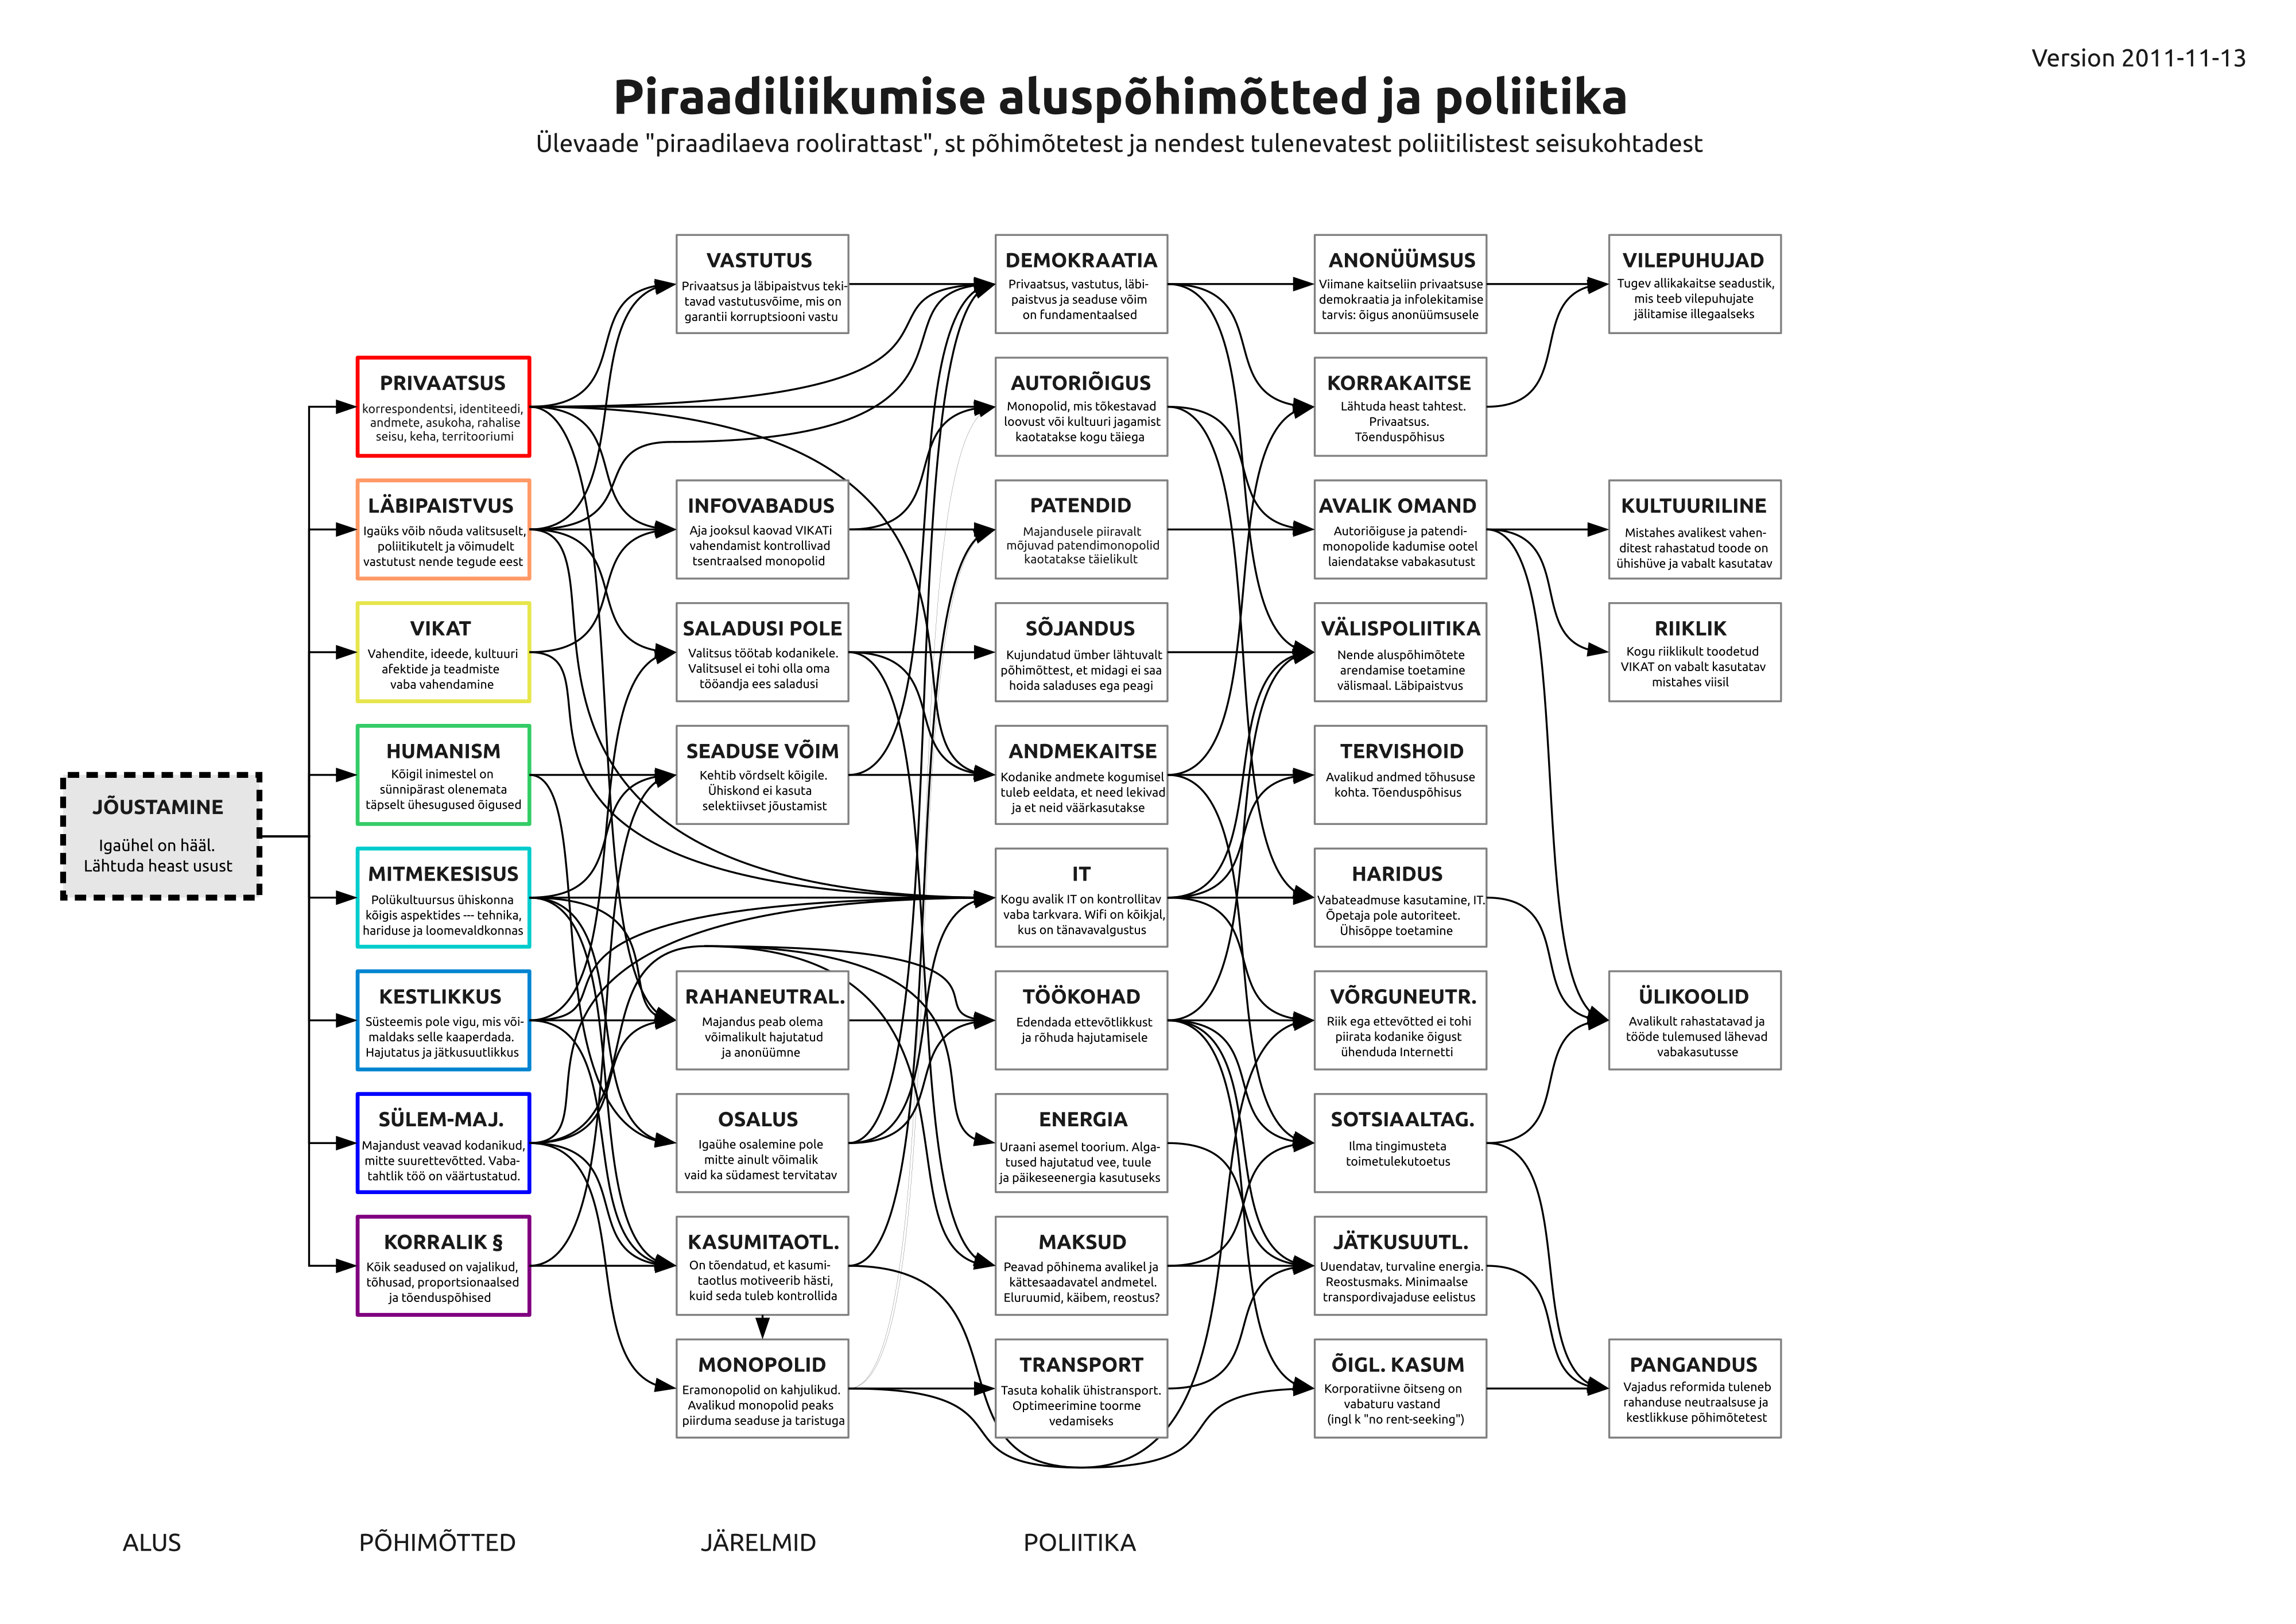 Version 2011-11-13
Piraadiliikumise aluspõhimõtted ja poliitika
Ülevaade "piraadilaeva roolirattast", st põhimõtetest ja nendest tulenevatest poliitilistest seisukohtadest
JÕUSTAMINE
Igaühel on hääl.
Lähtuda heast usust
PRIVAATSUS
korrespondentsi, identiteedi,
andmete, asukoha, rahalise
seisu, keha, territooriumi
LÄBIPAISTVUS
Igaüks võib nõuda valitsuselt,
poliitikutelt ja võimudelt
vastutust nende tegude eest
VIKAT
Vahendite, ideede, kultuuri
afektide ja teadmiste
vaba vahendamine
HUMANISM
Kõigil inimestel on
sünnipärast olenemata
täpselt ühesugused õigused
MITMEKESISUS
Polükultuursus ühiskonna
kõigis aspektides --- tehnika,
hariduse ja loomevaldkonnas
KESTLIKKUS
Süsteemis pole vigu, mis või-
maldaks selle kaaperdada.
Hajutatus ja jätkusuutlikkus
SÜLEM-MAJ.
Majandust veavad kodanikud,
mitte suurettevõtted. Vaba-
tahtlik töö on väärtustatud.
KORRALIK §
Kõik seadused on vajalikud,
tõhusad, proportsionaalsed
ja tõenduspõhised
VASTUTUS
Privaatsus ja läbipaistvus teki-
tavad vastutusvõime, mis on
garantii korruptsiooni vastu
INFOVABADUS
Aja jooksul kaovad VIKATi
vahendamist kontrollivad
tsentraalsed monopolid
SALADUSI POLE
Valitsus töötab kodanikele.
Valitsusel ei tohi olla oma
tööandja ees saladusi
SEADUSE VÕIM
Kehtib võrdselt kõigile.
Ühiskond ei kasuta
selektiivset jõustamist
RAHANEUTRAL.
Majandus peab olema
võimalikult hajutatud
ja anonüümne
OSALUS
Igaühe osalemine pole
mitte ainult võimalik
vaid ka südamest tervitatav
KASUMITAOTL.
On tõendatud, et kasumi-
taotlus motiveerib hästi,
kuid seda tuleb kontrollida
MONOPOLID
Eramonopolid on kahjulikud.
Avalikud monopolid peaks
piirduma seaduse ja taristuga
DEMOKRAATIA
Privaatsus, vastutus, läbi-
paistvus ja seaduse võim
on fundamentaalsed
AUTORIÕIGUS
Monopolid, mis tõkestavad
loovust või kultuuri jagamist
kaotatakse kogu täiega
PATENDID
Majandusele piiravalt
mõjuvad patendimonopolid
kaotatakse täielikult
SÕJANDUS
Kujundatud ümber lähtuvalt
põhimõttest, et midagi ei saa
hoida saladuses ega peagi
ANDMEKAITSE
Kodanike andmete kogumisel
tuleb eeldata, et need lekivad
ja et neid väärkasutakse
IT
Kogu avalik IT on kontrollitav
vaba tarkvara. Wifi on kõikjal,
kus on tänavavalgustus
TÖÖKOHAD
Edendada ettevõtlikkust
ja rõhuda hajutamisele
ENERGIA
Uraani asemel toorium. Alga-
tused hajutatud vee, tuule
ja päikeseenergia kasutuseks
MAKSUD
Peavad põhinema avalikel ja
kättesaadavatel andmetel.
Eluruumid, käibem, reostus?
TRANSPORT
Tasuta kohalik ühistransport.
Optimeerimine toorme
vedamiseks
ANONÜÜMSUS
Viimane kaitseliin privaatsuse
demokraatia ja infolekitamise
tarvis: õigus anonüümsusele
KORRAKAITSE
Lähtuda heast tahtest.
Privaatsus.
Tõenduspõhisus
AVALIK OMAND
Autoriõiguse ja patendi-
monopolide kadumise ootel
laiendatakse vabakasutust
VÄLISPOLIITIKA
Nende aluspõhimõtete
arendamise toetamine
välismaal. Läbipaistvus
TERVISHOID
Avalikud andmed tõhususe
kohta. Tõenduspõhisus
HARIDUS
Vabateadmuse kasutamine, IT.
Õpetaja pole autoriteet.
Ühisõppe toetamine
VÕRGUNEUTR.
Riik ega ettevõtted ei tohi
piirata kodanike õigust
ühenduda Internetti
SOTSIAALTAG.
Ilma tingimusteta
toimetulekutoetus
JÄTKUSUUTL.
Uuendatav, turvaline energia.
Reostusmaks. Minimaalse
transpordivajaduse eelistus
ÕIGL. KASUM
Korporatiivne õitseng on
vabaturu vastand
(ingl k "no rent-seeking")
VILEPUHUJAD
Tugev allikakaitse seadustik,
mis teeb vilepuhujate
jälitamise illegaalseks
KULTUURILINE
Mistahes avalikest vahen-
ditest rahastatud toode on
ühishüve ja vabalt kasutatav
RIIKLIK
Kogu riiklikult toodetud
VIKAT on vabalt kasutatav
mistahes viisil
ÜLIKOOLID
Avalikult rahastatavad ja
tööde tulemused lähevad
vabakasutusse
PANGANDUS
Vajadus reformida tuleneb
rahanduse neutraalsuse ja
kestlikkuse põhimõtetest
ALUS
PÕHIMÕTTED
JÄRELMID
POLIITIKA